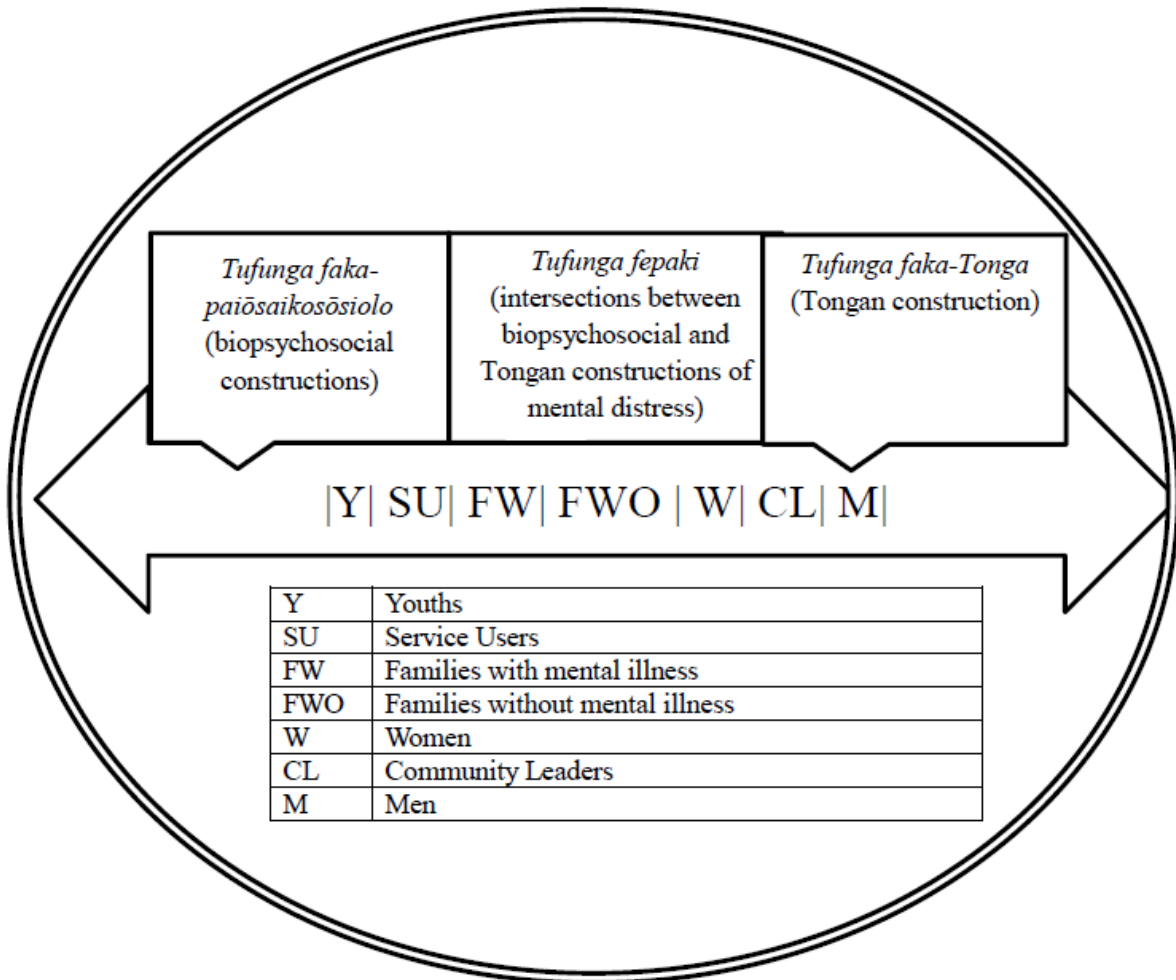 Tufunga faka-
paiōsaikosōsiolo
(biopsychosocial
constructions)
Tufunga fepaki
(intersections between
biopsychosocial and
Tongan constructions of
mental distress)
Tufunga faka-Tonga
(Tongan construction)
|Y| SU| FW| FWO | W| CL| M|
Y Youths
SU Service Users
FW Families with mental illness
FWO Families without mental illness
W Women
CL Community Leaders
M Men